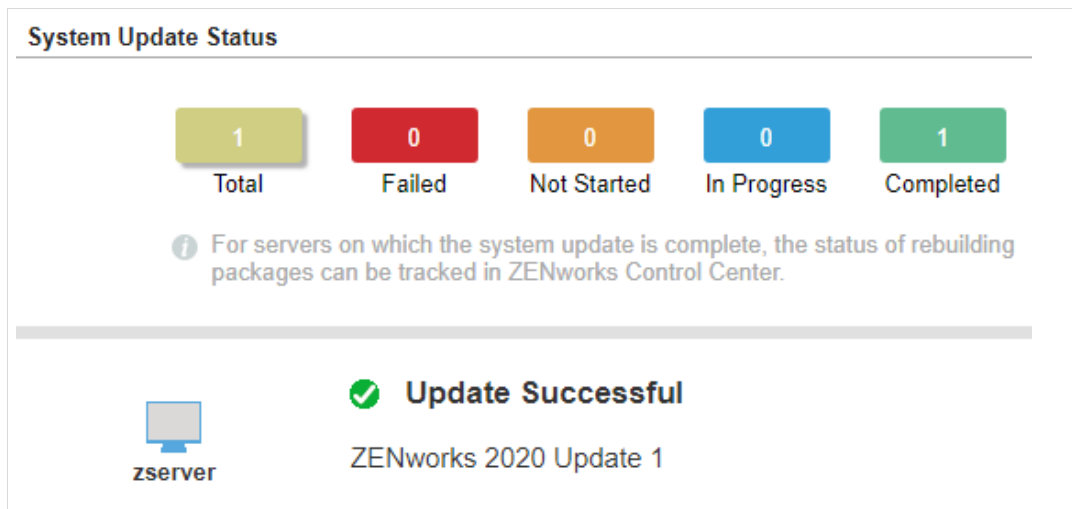 System Update Status
1
0
0
0
1
Total
Failed
Not Started
In Progress
Completed
For servers on which the system update is complete, the status of rebuilding
packages can be tracked in ZENworks Control Center.
Update Successful
ZENworks 2020 Update 1
zserver